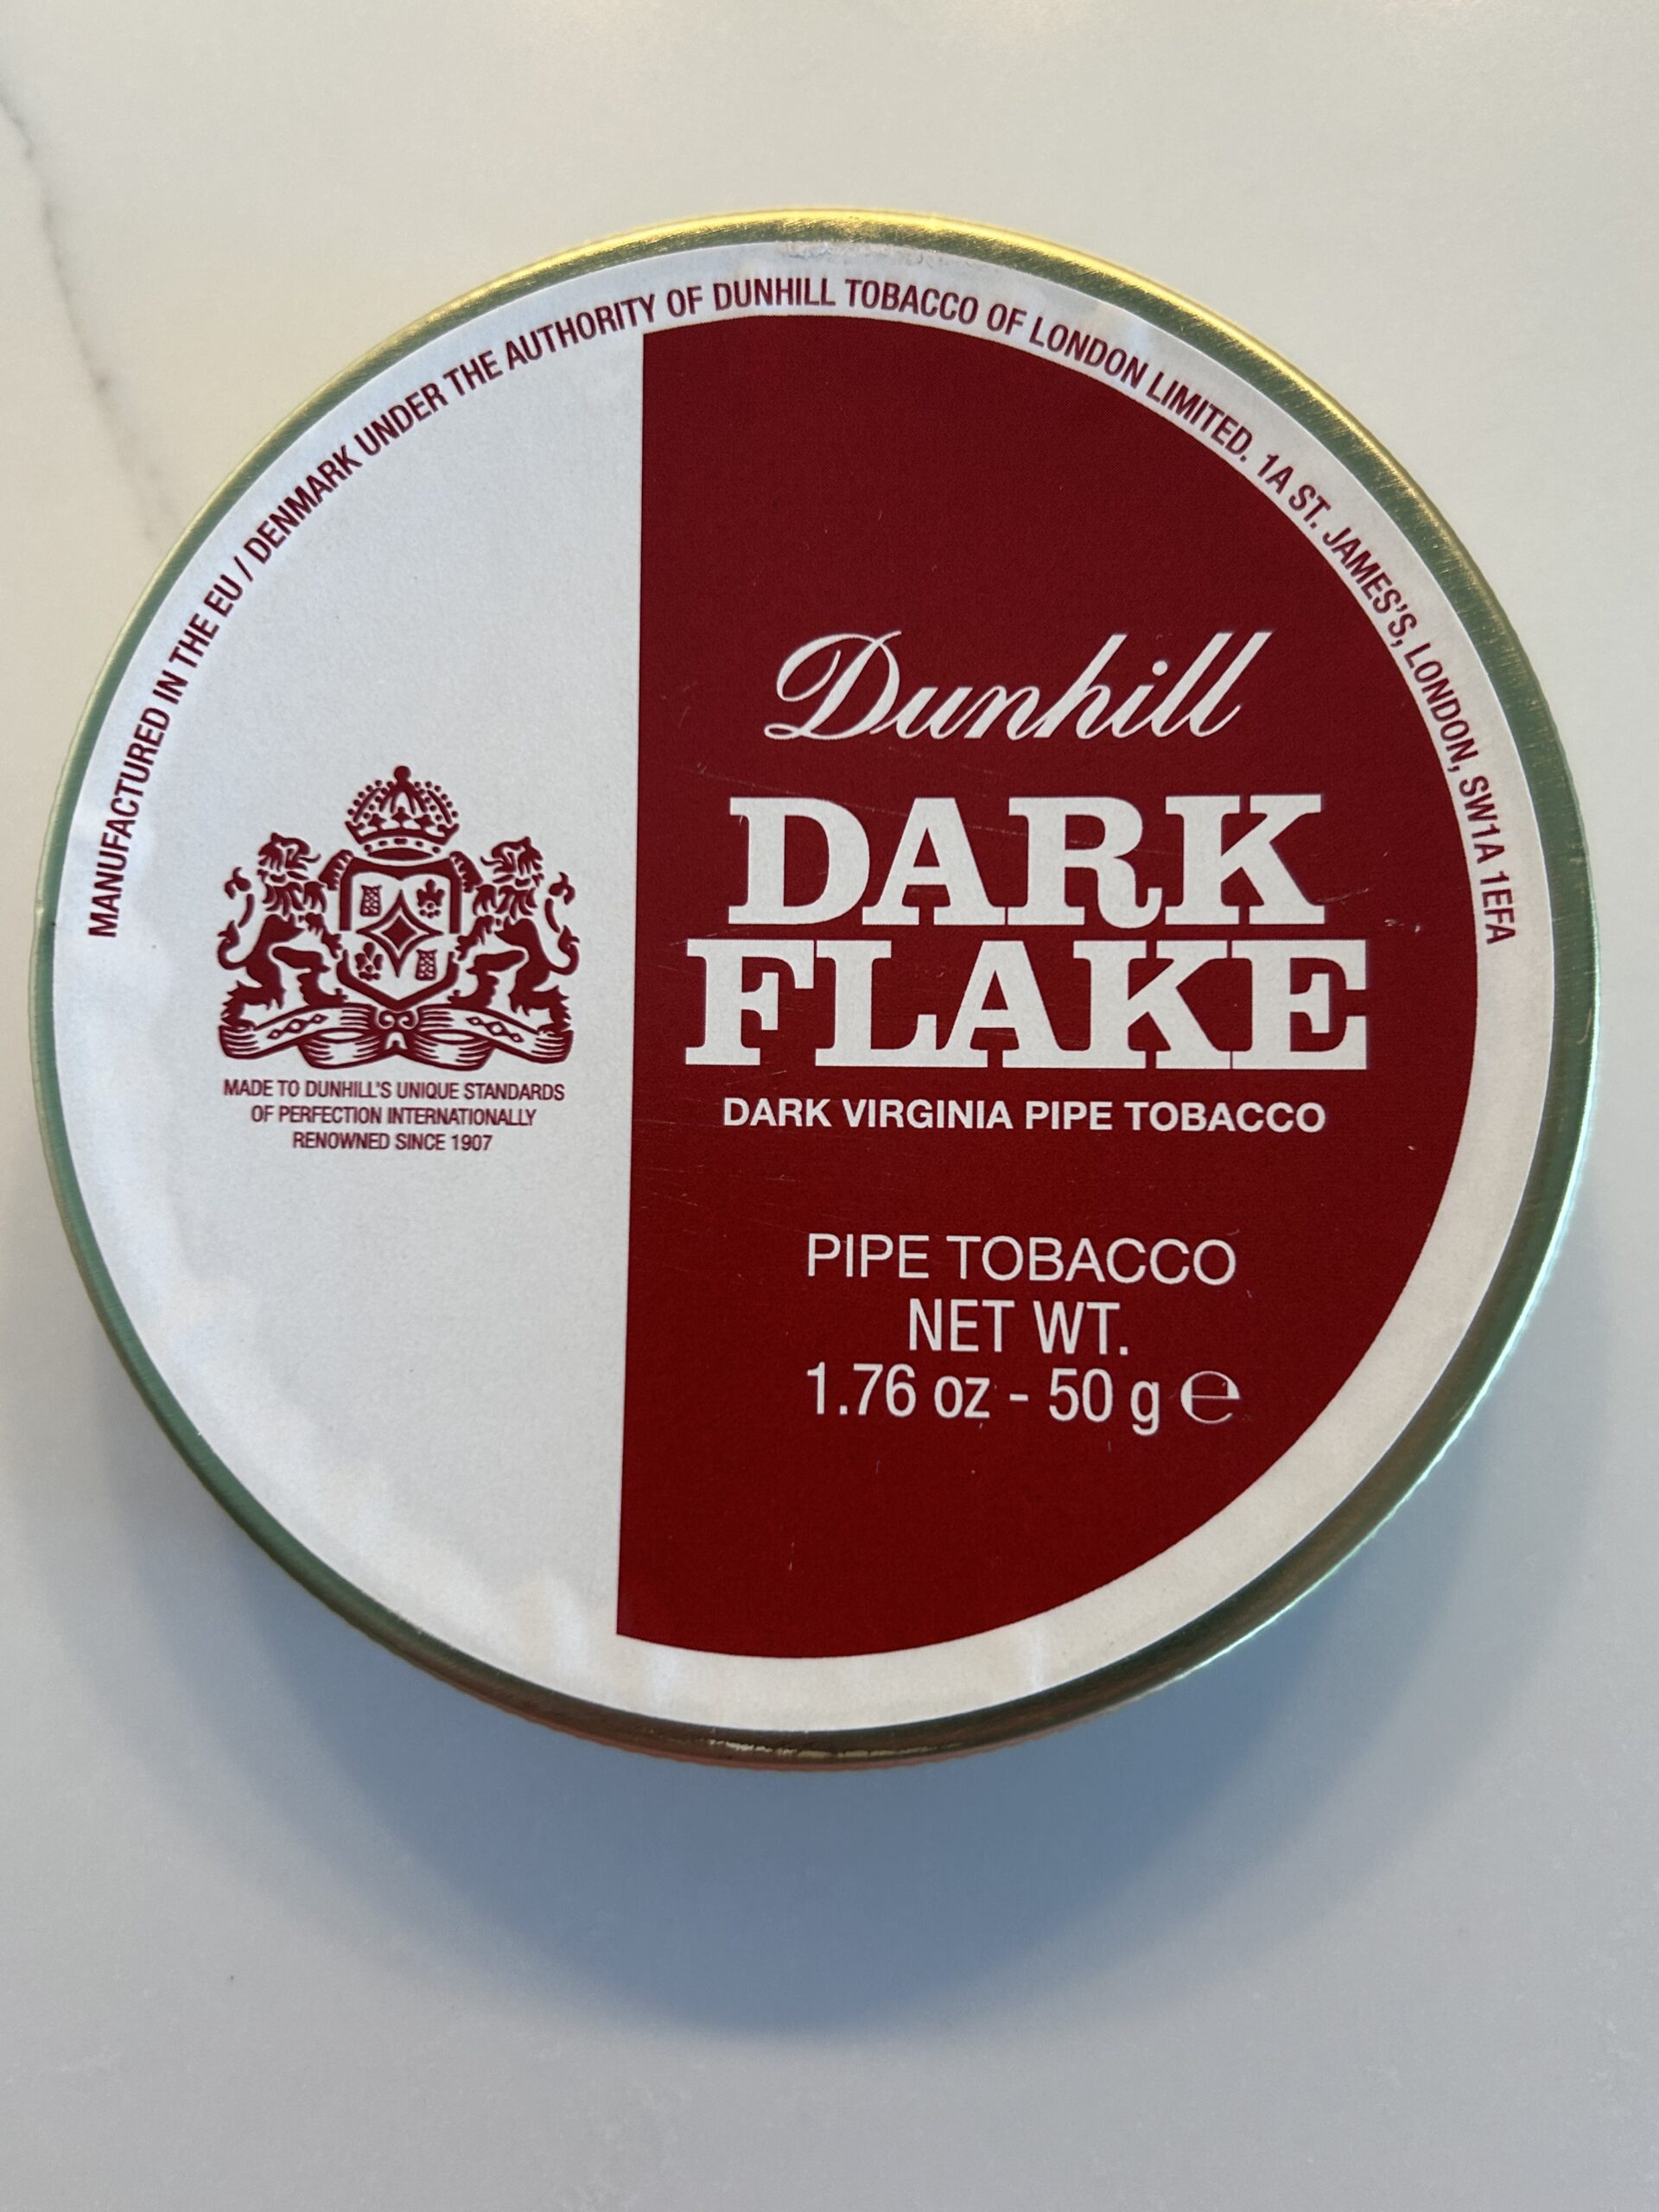 MANUFACTURED IN THE EU / DENMARK UNDER THE AUTHORITY OF DUNHILL TOBACCO OF LONDON LIMITED. 1A ST. JAMES'S, LONDON, SW1A 1EFA
Dunhill
DARK
FLAKE
DARK VIRGINIA PIPE TOBACCO
MADE TO DUNHILL'S UNIQUE STANDARDS
OF PERFECTION INTERNATIONALLY
RENOWNED SINCE 1907
PIPE TOBACCO
NET WT.
1.76 oz - 50 g ℮